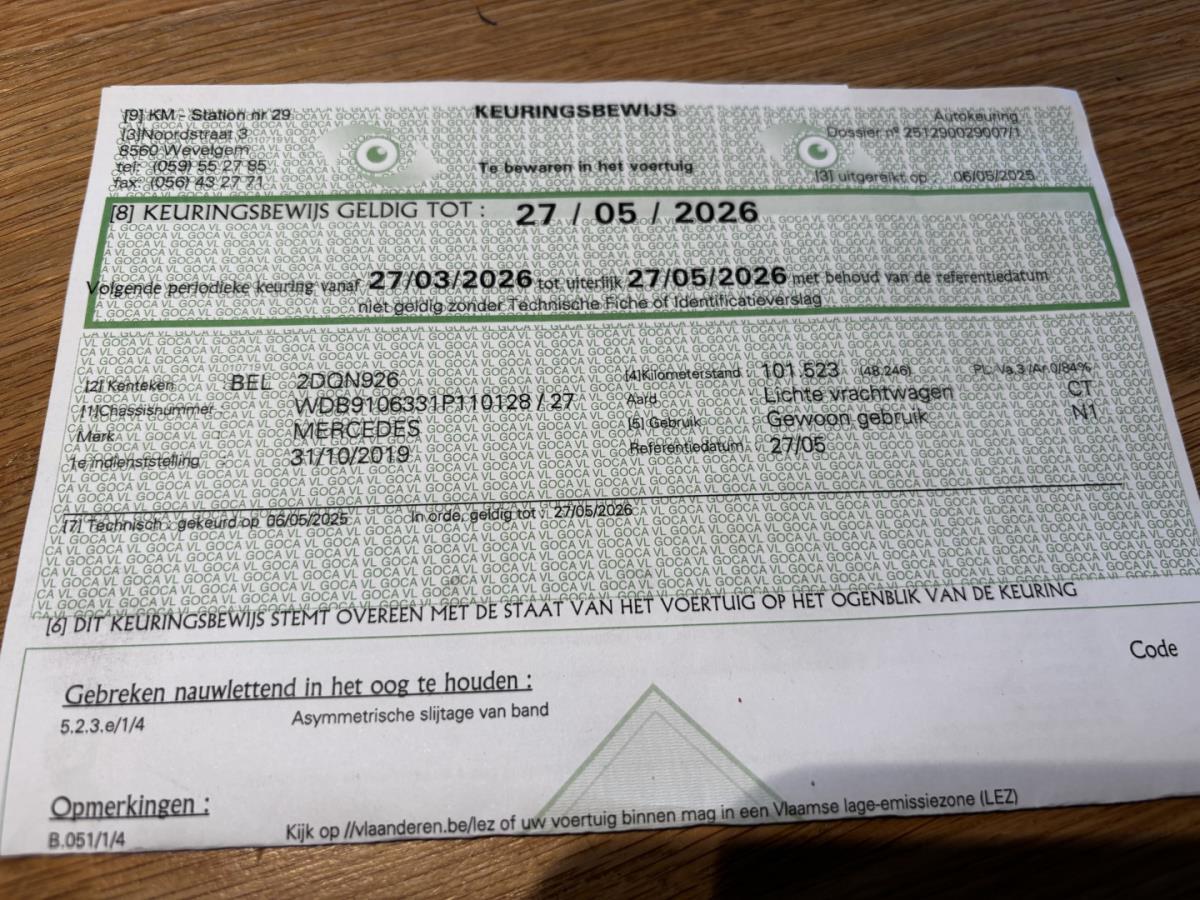 [9] KM - Station nr 29
KEURINGSBEWIJS
Autokeuring
[3]Noordstraat 3
Dossier nº 251290029007/1
8560 Wevelgem
tel: (059) 55 27 85
Te bewaren in het voertuig
fax: (056) 43 27 71
[3] uitgereikt op : 06/05/2025
[8] KEURINGSBEWIJS GELDIG TOT : 27 / 05 / 2026
Volgende periodieke keuring vanaf 27/03/2026 tot uiterlijk 27/05/2026 met behoud van de referentiedatum
niet geldig zonder Technische Fiche of Identificatieverslag
[2] Kenteken BEL 2DQN926
[4]Kilometerstand 101.523 (48.246) PL: Va.3 /Ar.0/84%
[1]Chassisnummer WDB9106331P110128 / 27
Aard Lichte vrachtwagen CT
Merk MERCEDES
[5] Gebruik Gewoon gebruik N1
1e indienststelling 31/10/2019
Referentiedatum : 27/05
[7] Technisch : gekeurd op 06/05/2025 In orde, geldig tot : 27/05/2026
[6] DIT KEURINGSBEWIJS STEMT OVEREEN MET DE STAAT VAN HET VOERTUIG OP HET OGENBLIK VAN DE KEURING
Code
Gebreken nauwlettend in het oog te houden :
5.2.3.e/1/4 Asymmetrische slijtage van band
Opmerkingen :
B.051/1/4 Kijk op //vlaanderen.be/lez of uw voertuig binnen mag in een Vlaamse lage-emissiezone (LEZ)